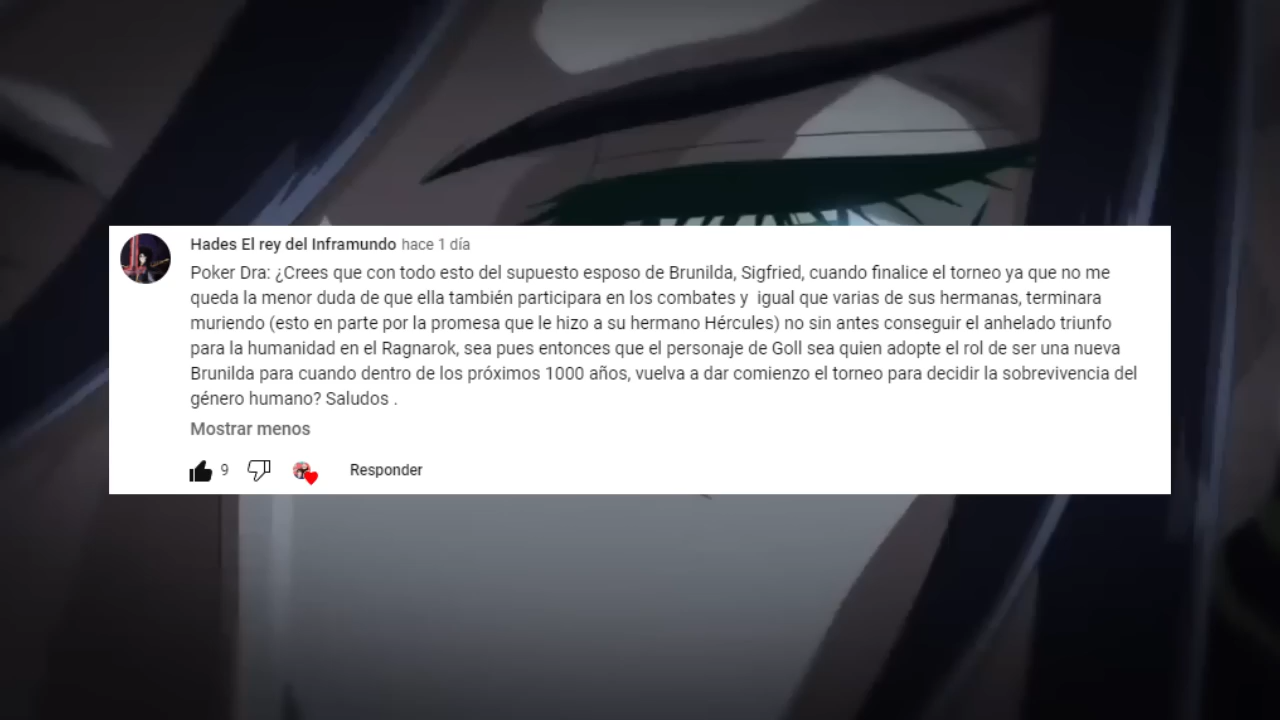 Hades El rey del Inframundo hace 1 día
Poker Dra: ¿Crees que con todo esto del supuesto esposo de Brunilda, Sigfried, cuando finalice el torneo ya que no me
queda la menor duda de que ella también participara en los combates y  igual que varias de sus hermanas, terminara
muriendo (esto en parte por la promesa que le hizo a su hermano Hércules) no sin antes conseguir el anhelado triunfo
para la humanidad en el Ragnarok, sea pues entonces que el personaje de Goll sea quien adopte el rol de ser una nueva
Brunilda para cuando dentro de los próximos 1000 años, vuelva a dar comienzo el torneo para decidir la sobrevivencia del
género humano? Saludos .
Mostrar menos
9 Responder